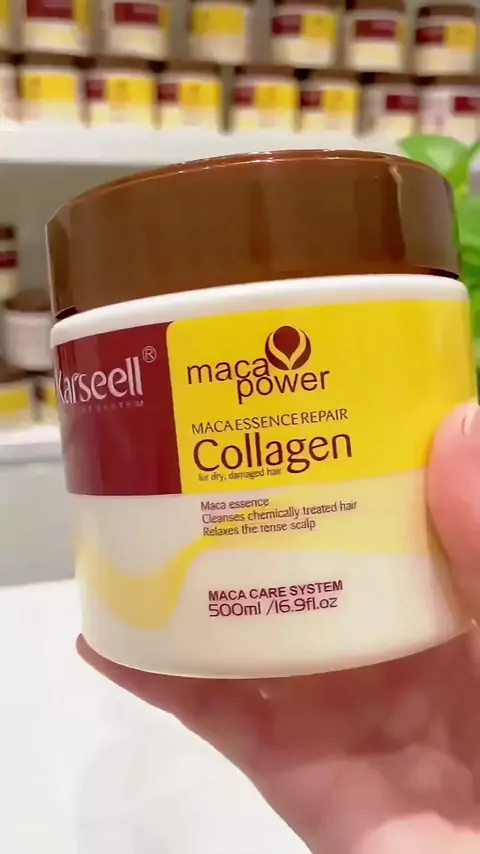 Karseell®
maca
power
MACA ESSENCE REPAIR
Collagen
for dry, damaged hair
Maca essence
Cleanses chemically treated hair
Relaxes the tense scalp
MACA CARE SYSTEM
500ml /16.9fl.oz